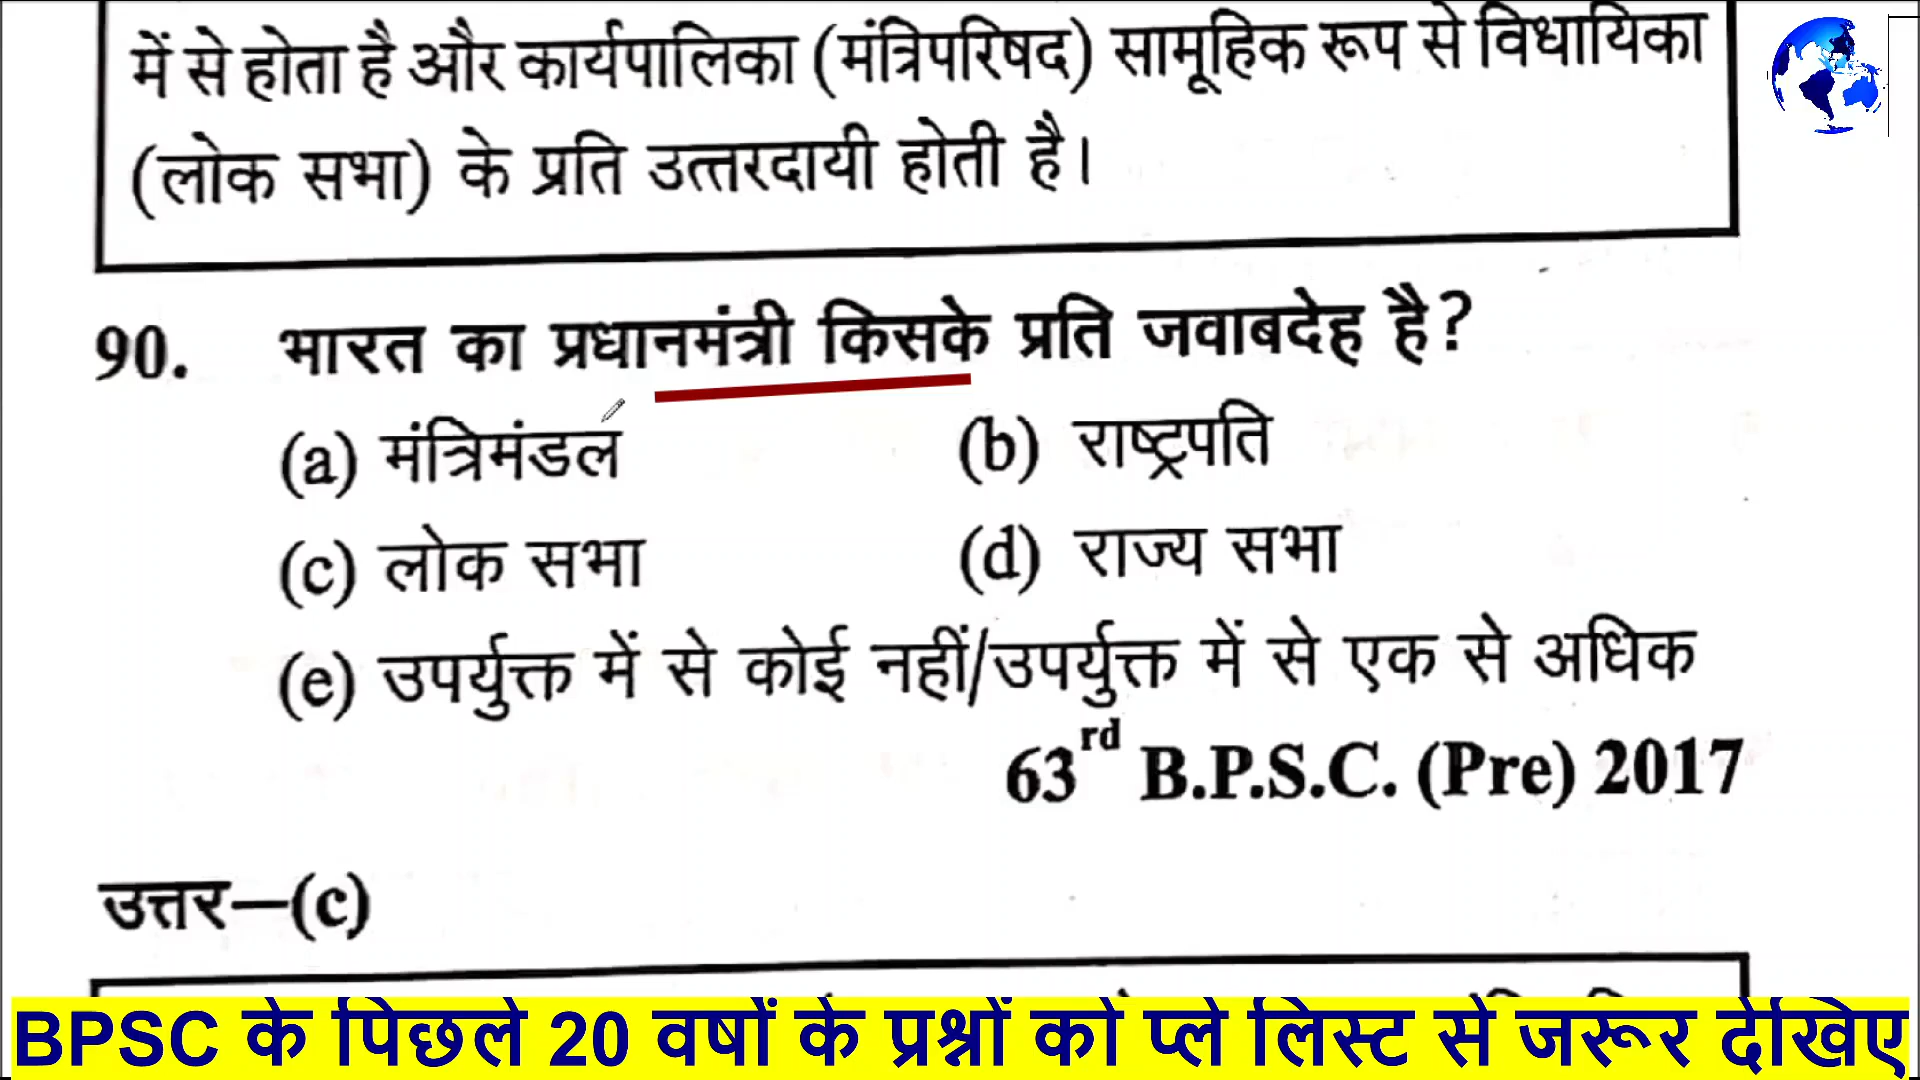 में से होता है और कार्यपालिका (मंत्रिपरिषद) सामूहिक रूप से विधायिका
(लोक सभा) के प्रति उत्तरदायी होती है।
90. भारत का प्रधानमंत्री किसके प्रति जवाबदेह है?
(a) मंत्रिमंडल (b) राष्ट्रपति
(c) लोक सभा (d) राज्य सभा
(e) उपर्युक्त में से कोई नहीं/उपर्युक्त में से एक से अधिक
63rd B.P.S.C. (Pre) 2017
उत्तर—(c)
BPSC के पिछले 20 वर्षों के प्रश्नों को प्ले लिस्ट से जरूर देखिए